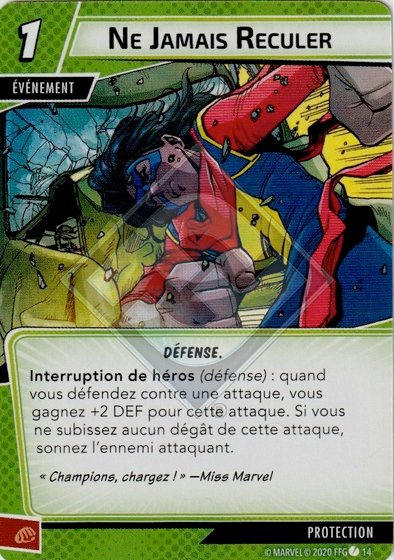 1
NE JAMAIS RECULER
ÉVÉNEMENT
DÉFENSE.
Interruption de héros (défense) : quand
vous défendez contre une attaque, vous
gagnez +2 DEF pour cette attaque. Si vous
ne subissez aucun dégât de cette attaque,
sonnez l'ennemi attaquant.
« Champions, chargez ! » —Miss Marvel
PROTECTION
© MARVEL © 2020 FFG 14